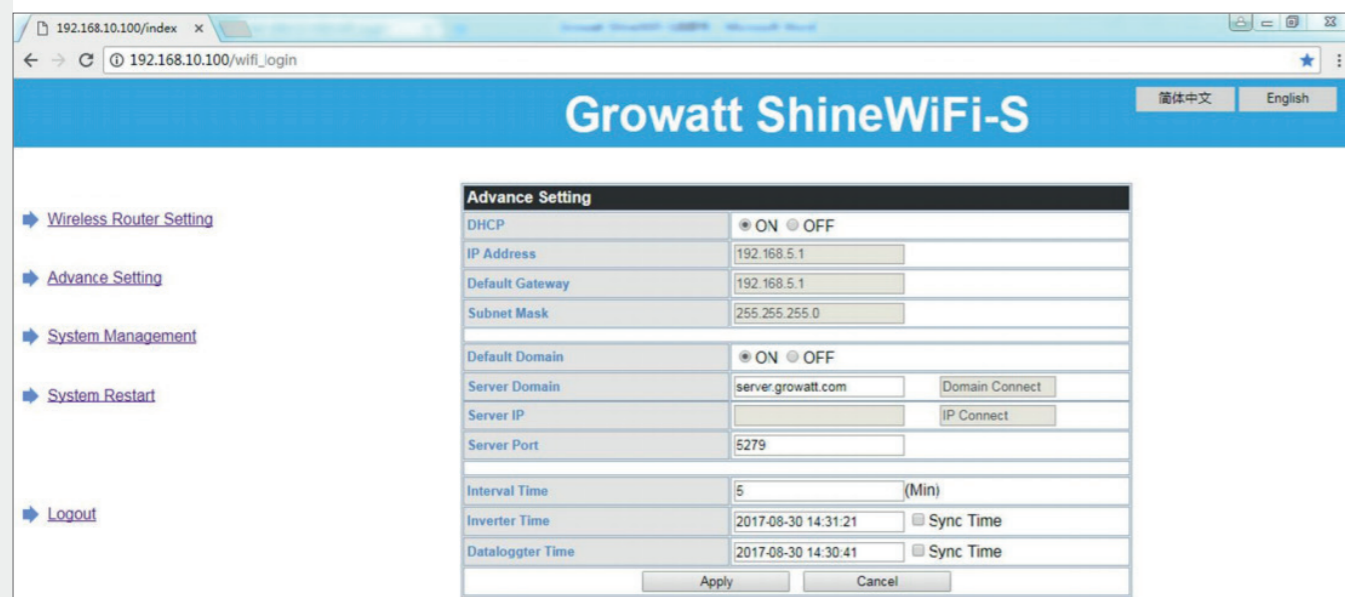 192.168.10.100/index
192.168.10.100/wifi_login
Growatt ShineWiFi-S
简体中文 English
Wireless Router Setting
Advance Setting
System Management
System Restart
Logout
Advance Setting
DHCP ON OFF
IP Address 192.168.5.1
Default Gateway 192.168.5.1
Subnet Mask 255.255.255.0
Default Domain ON OFF
Server Domain server.growatt.com Domain Connect
Server IP IP Connect
Server Port 5279
Interval Time 5 (Min)
Inverter Time 2017-08-30 14:31:21 Sync Time
Dataloggter Time 2017-08-30 14:30:41 Sync Time
Apply Cancel